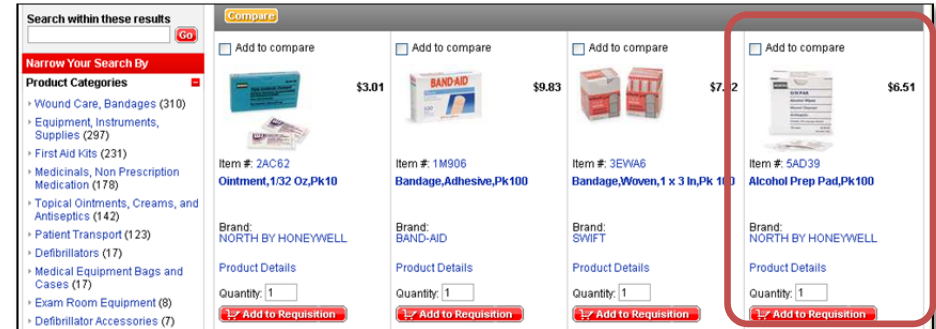 Search within these results
Go
Narrow Your Search By
Product Categories
Wound Care, Bandages (310)
Equipment, Instruments,
Supplies (297)
First Aid Kits (231)
Medicinals, Non Prescription
Medication (178)
Topical Ointments, Creams, and
Antiseptics (142)
Patient Transport (123)
Defibrillators (17)
Medical Equipment Bags and
Cases (17)
Exam Room Equipment (8)
Defibrillator Accessories (7)
Compare
Add to compare
$3.01
Item #: 2AC62
Ointment,1/32 Oz,Pk10
Brand:
NORTH BY HONEYWELL
Product Details
Quantity: 1
Add to Requisition
Add to compare
BAND-AID
100
$9.83
Item #: 1M906
Bandage,Adhesive,Pk100
Brand:
BAND-AID
Product Details
Quantity: 1
Add to Requisition
Add to compare
Item #: 3EWA6
Bandage,Woven,1 x 3 In,Pk 100
Brand:
SWIFT
Product Details
Quantity: 1
Add to Requisition
Add to compare
$6.51
Item #: 5AD39
Alcohol Prep Pad,Pk100
Brand:
NORTH BY HONEYWELL
Product Details
Quantity: 1
Add to Requisition